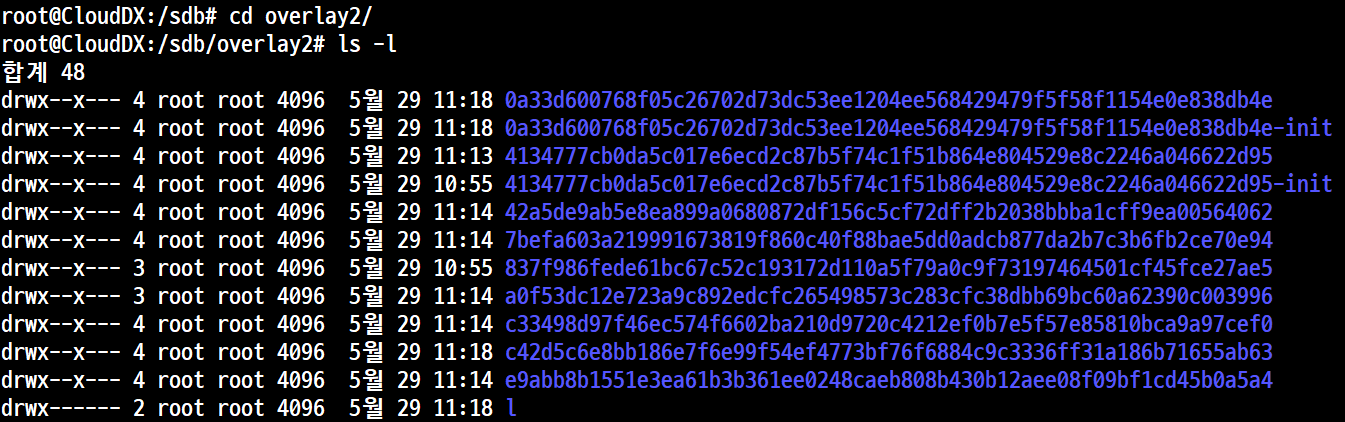 root@CloudDX:/sdb# cd overlay2/
root@CloudDX:/sdb/overlay2# ls -l
합계 48
drwx--x--- 4 root root 4096  5월 29 11:18 0a33d600768f05c26702d73dc53ee1204ee568429479f5f58f1154e0e838db4e
drwx--x--- 4 root root 4096  5월 29 11:18 0a33d600768f05c26702d73dc53ee1204ee568429479f5f58f1154e0e838db4e-init
drwx--x--- 4 root root 4096  5월 29 11:13 4134777cb0da5c017e6ecd2c87b5f74c1f51b864e804529e8c2246a046622d95
drwx--x--- 4 root root 4096  5월 29 10:55 4134777cb0da5c017e6ecd2c87b5f74c1f51b864e804529e8c2246a046622d95-init
drwx--x--- 4 root root 4096  5월 29 11:14 42a5de9ab5e8ea899a0680872df156c5cf72dff2b2038bbba1cff9ea00564062
drwx--x--- 4 root root 4096  5월 29 11:14 7befa603a219991673819f860c40f88bae5dd0adcb877da2b7c3b6fb2ce70e94
drwx--x--- 3 root root 4096  5월 29 10:55 837f986fede61bc67c52c193172d110a5f79a0c9f73197464501cf45fce27ae5
drwx--x--- 3 root root 4096  5월 29 11:14 a0f53dc12e723a9c892edcfc265498573c283cfc38dbb69bc60a62390c003996
drwx--x--- 4 root root 4096  5월 29 11:14 c33498d97f46ec574f6602ba210d9720c4212ef0b7e5f57e85810bca9a97cef0
drwx--x--- 4 root root 4096  5월 29 11:18 c42d5c6e8bb186e7f6e99f54ef4773bf76f6884c9c3336ff31a186b71655ab63
drwx--x--- 4 root root 4096  5월 29 11:14 e9abb8b1551e3ea61b3b361ee0248caeb808b430b12aee08f09bf1cd45b0a5a4
drwx------ 2 root root 4096  5월 29 11:18 l